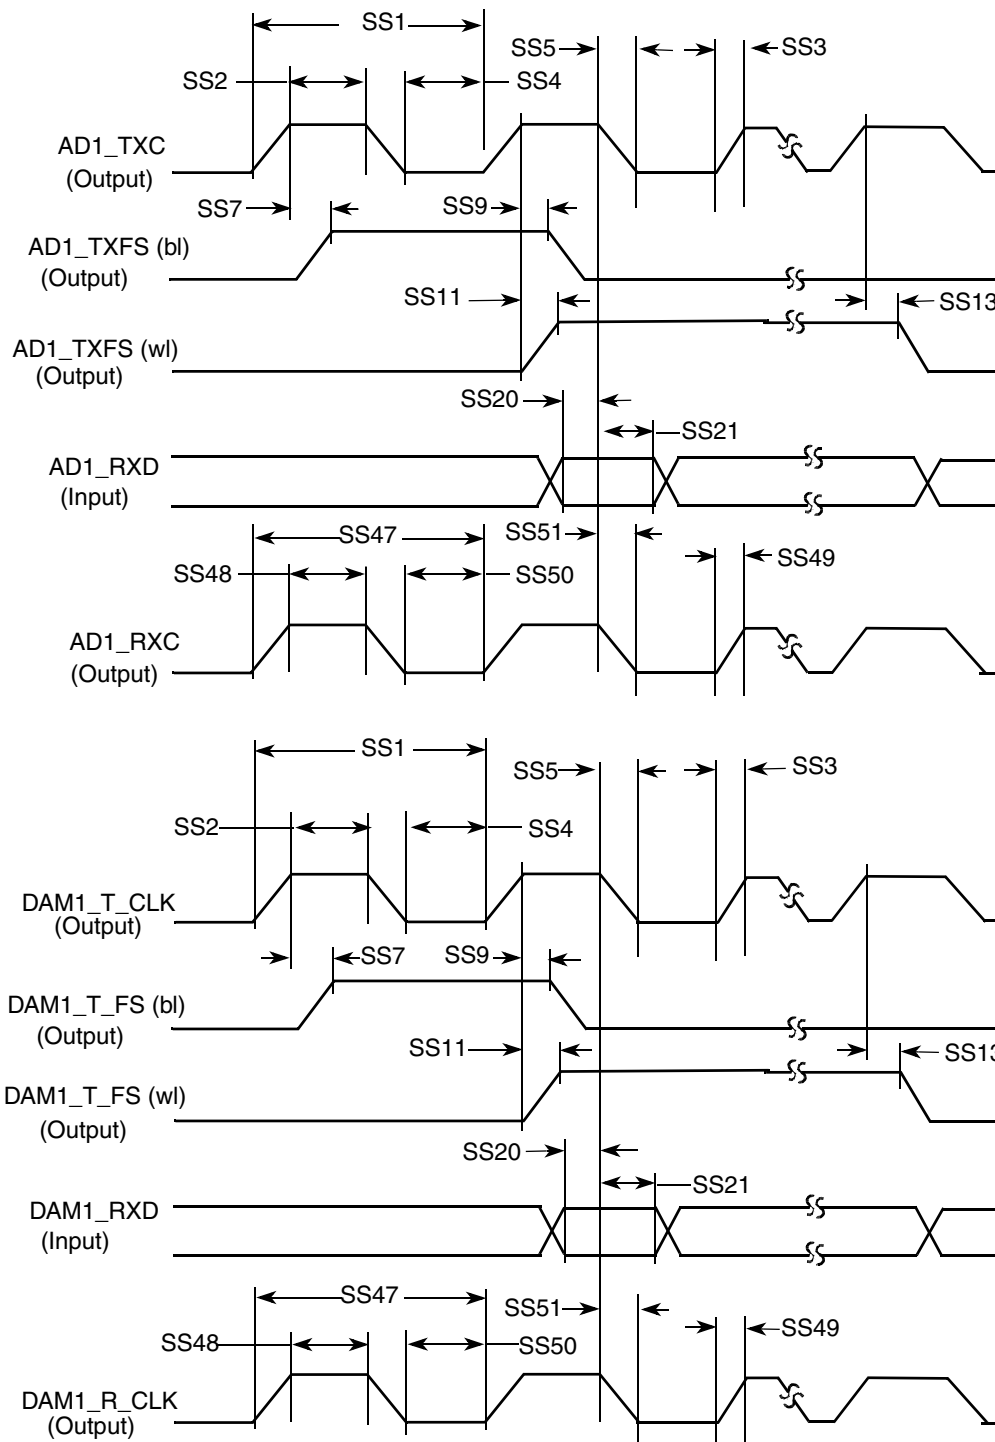 SS1
SS5
SS3
SS2
SS4
AD1_TXC
(Output)
SS7
SS9
AD1_TXFS (bl)
(Output)
SS11
SS13
AD1_TXFS (wl)
(Output)
SS20
SS21
AD1_RXD
(Input)
SS47
SS51
SS49
SS48
SS50
AD1_RXC
(Output)
SS1
SS5
SS3
SS2
SS4
DAM1_T_CLK
(Output)
SS7
SS9
DAM1_T_FS (bl)
(Output)
SS11
SS13
DAM1_T_FS (wl)
(Output)
SS20
SS21
DAM1_RXD
(Input)
SS47
SS51
SS49
SS48
SS50
DAM1_R_CLK
(Output)